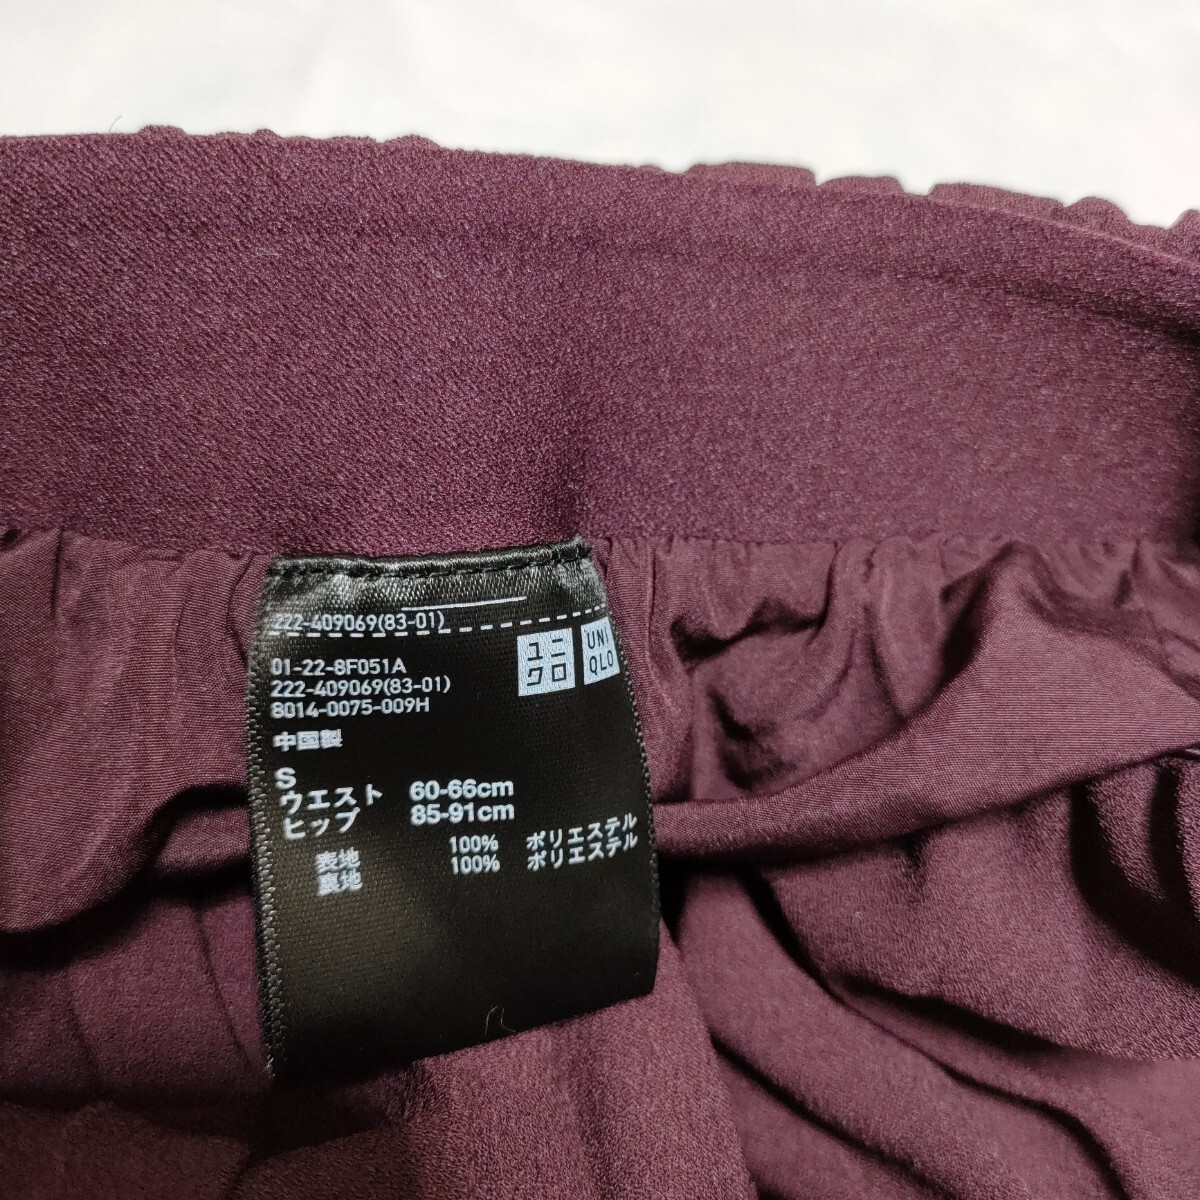 222-409069(83-01)
ユニ
クロ
UNI
QLO
01-22-8F051A
222-409069(83-01)
8014-0075-009H
中国製
S
ウエスト 60-66cm
ヒップ 85-91cm
表地 100% ポリエステル
裏地 100% ポリエステル